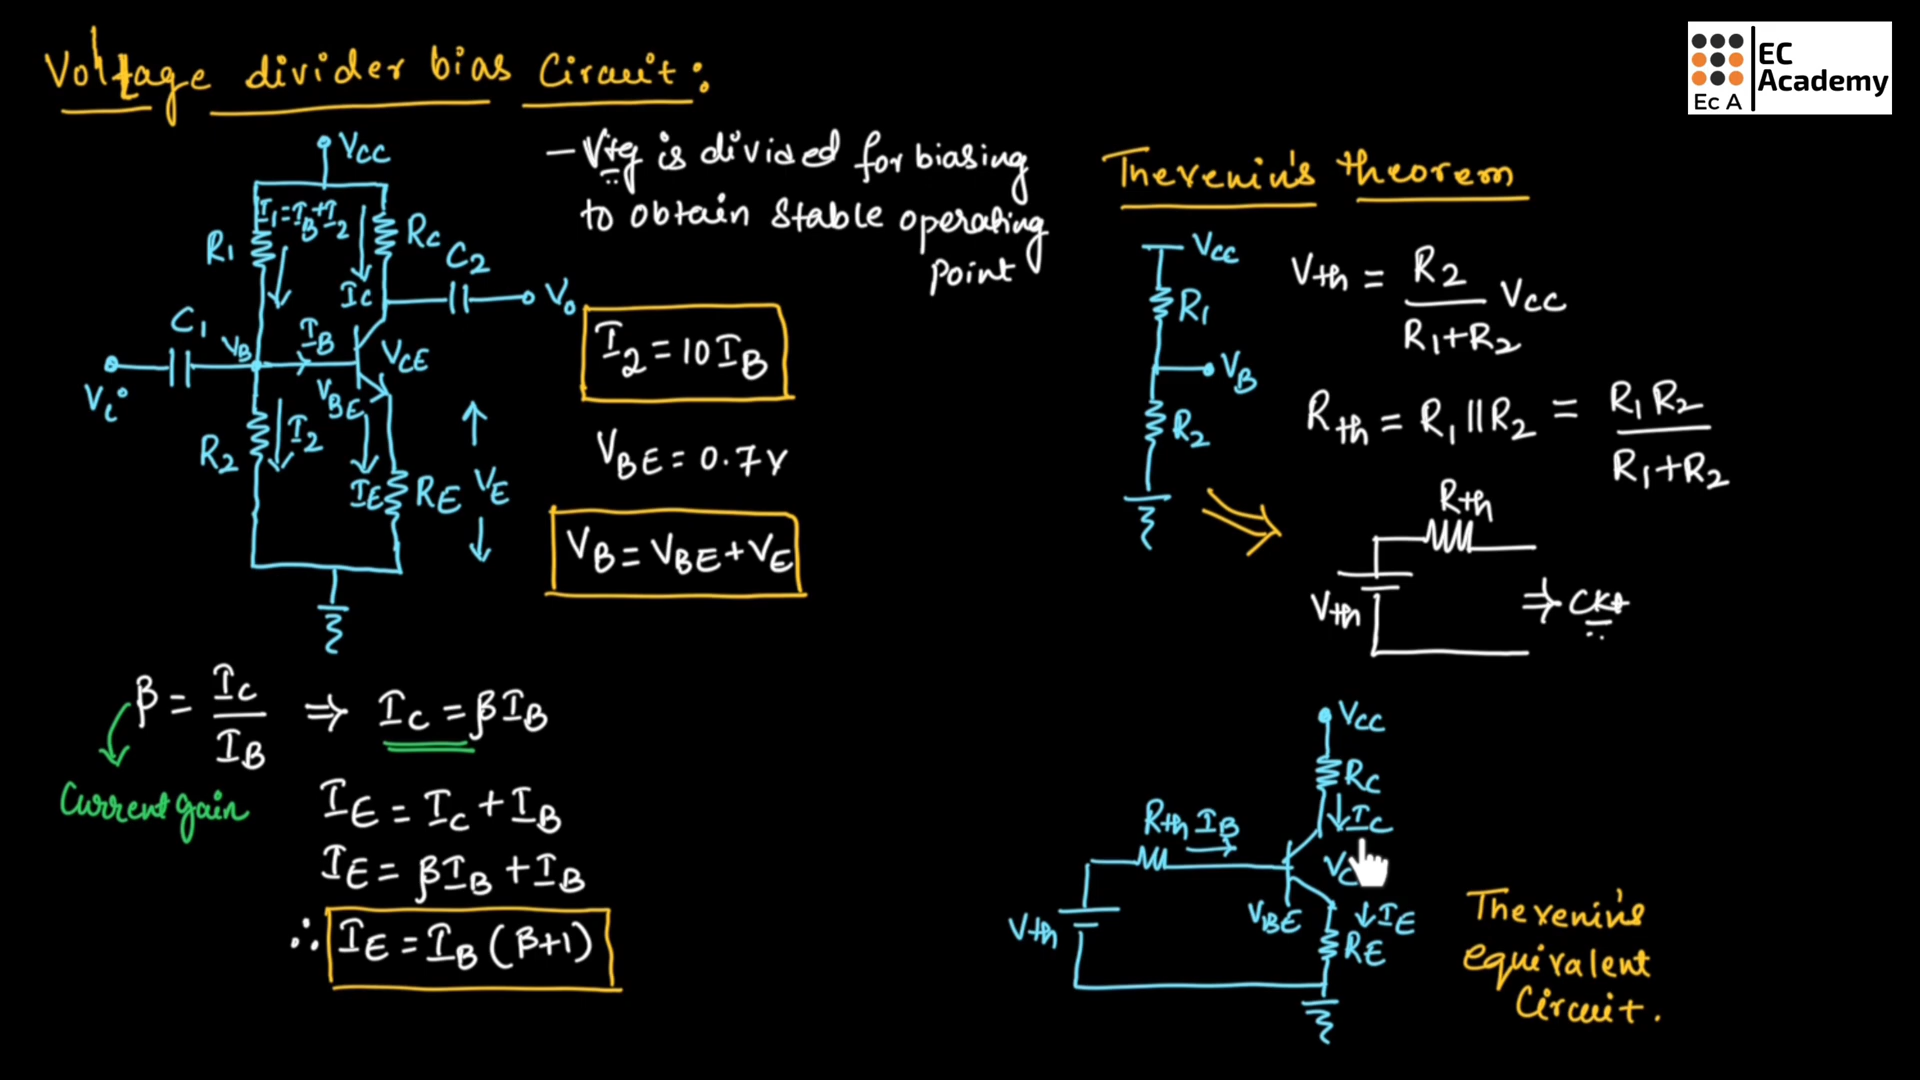 Voltage divider bias Circuit:
EC Academy
Ec A
VCC
I1=IB+I2
R1
RC
IC
C2
Vo
C1
VB
IB
VCE
Vi
VBE
R2
I2
IE
RE
VE
– Vtg is divided for biasing
to obtain stable operating
point
I2 = 10 IB
VBE = 0.7V
VB = VBE + VE
β = IC / IB ⇒ IC = βIB
Current gain
IE = IC + IB
IE = βIB + IB
∴ IE = IB (β+1)
Thevenin's theorem
VCC
R1
VB
R2
Vth = R2 / R1+R2 VCC
Rth = R1 || R2 = R1 R2 / R1+R2
Rth
Vth
⇒ CKt
VCC
RC
IC
Rth IB
VBE
IE
RE
Vth
Thevenin's
equivalent
Circuit.